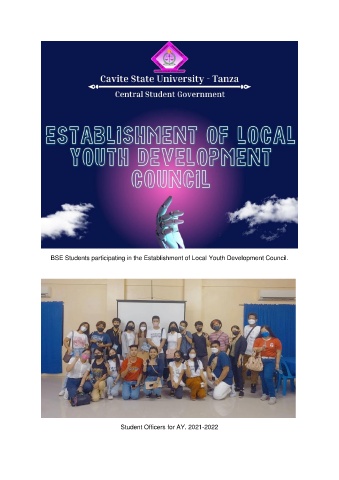 Cavite State University - Tanza
Central Student Government
ESTABLISHMENT OF LOCAL
YOUTH DEVELOPMENT
COUNCIL
BSE Students participating in the Establishment of Local Youth Development Council.
Student Officers for AY. 2021-2022